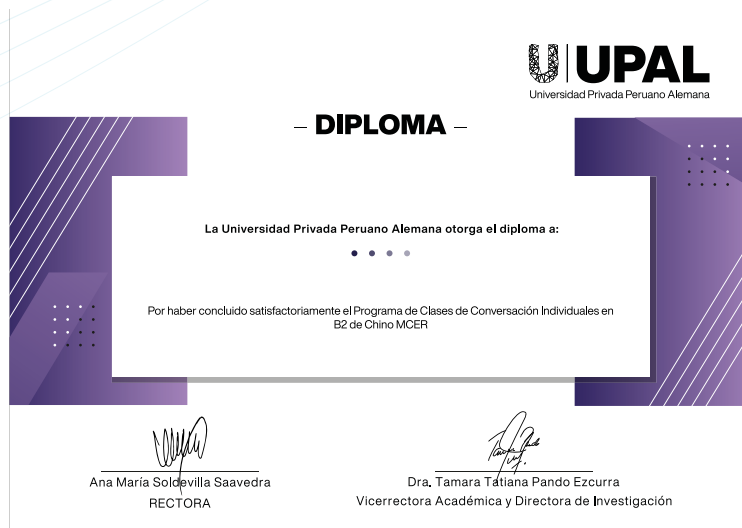 UPAL
Universidad Privada Peruano Alemana
– DIPLOMA –
La Universidad Privada Peruano Alemana otorga el diploma a:
Por haber concluido satisfactoriamente el Programa de Clases de Conversación Individuales en
B2 de Chino MCER
Ana María Soldevilla Saavedra
RECTORA
Dra. Tamara Tatiana Pando Ezcurra
Vicerrectora Académica y Directora de Investigación